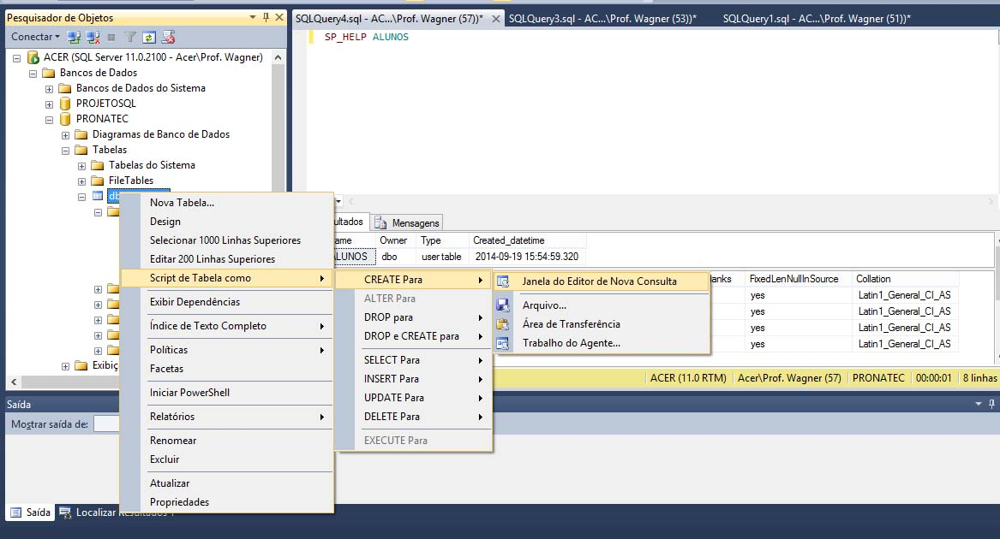 Pesquisador de Objetos
Conectar
ACER (SQL Server 11.0.2100 - Acer\Prof. Wagner)
Bancos de Dados
Bancos de Dados do Sistema
PROJETOSQL
PRONATEC
Diagramas de Banco de Dados
Tabelas
Tabelas do Sistema
FileTables
db
Exibiç
SQLQuery4.sql - AC...\Prof. Wagner (57))*
SQLQuery3.sql - AC...\Prof. Wagner (53))*
SQLQuery1.sql - AC...\Prof. Wagner (51))*
SP_HELP ALUNOS
Nova Tabela...
Design
Selecionar 1000 Linhas Superiores
Editar 200 Linhas Superiores
Script de Tabela como
Exibir Dependências
Índice de Texto Completo
Políticas
Facetas
Iniciar PowerShell
Relatórios
Renomear
Excluir
Atualizar
Propriedades
CREATE Para
ALTER Para
DROP para
DROP e CREATE para
SELECT Para
INSERT Para
UPDATE Para
DELETE Para
EXECUTE Para
Janela do Editor de Nova Consulta
Arquivo...
Área de Transferência
Trabalho do Agente...
ultados Mensagens
ame Owner Type Created_datetime
LUNOS dbo user table 2014-09-19 15:54:59.320
lanks FixedLenNullInSource Collation
yes Latin1_General_CI_AS
yes Latin1_General_CI_AS
yes Latin1_General_CI_AS
yes Latin1_General_CI_AS
ACER (11.0 RTM) Acer\Prof. Wagner (57) PRONATEC 00:00:01 8 linhas
Saída
Mostrar saída de:
Saída Localizar